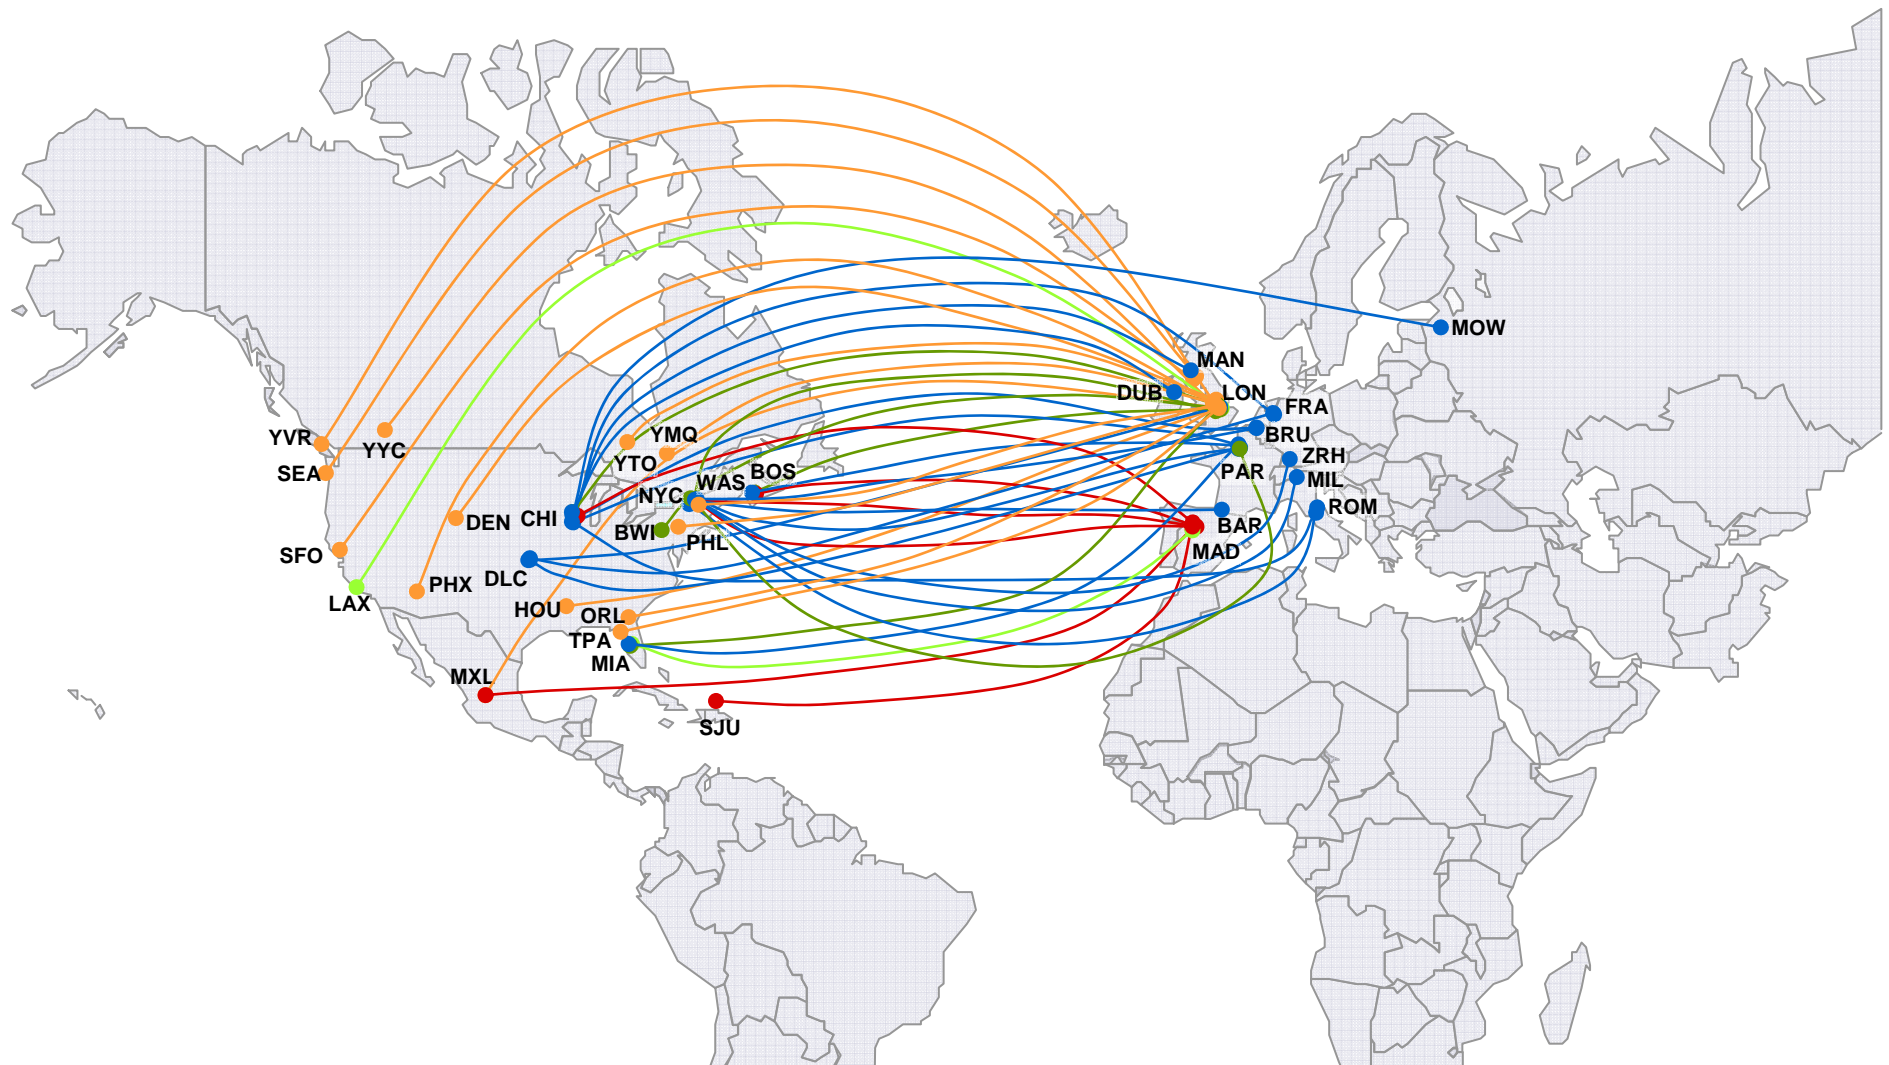 MOW
MAN
DUB
LON
FRA
YVR
YYC
YMQ
BRU
YTO
ZRH
SEA
BOS
PAR
MIL
WAS
NYC
ROM
DEN
CHI
BAR
BWI
PHL
MAD
SFO
DLC
PHX
LAX
HOU
ORL
TPA
MIA
MXL
SJU